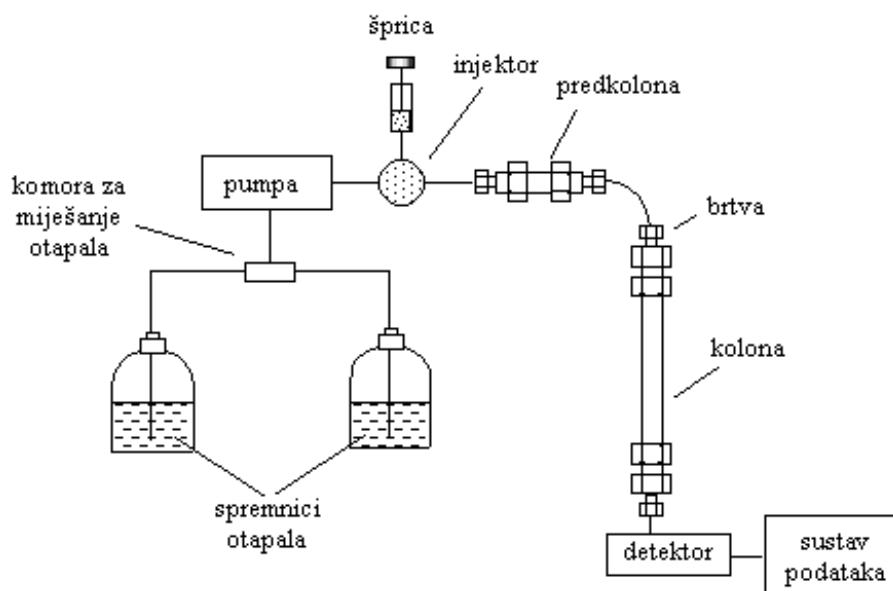 šprica
injektor
predkolona
pumpa
komora za
miješanje
otapala
brtva
kolona
spremnici
otapala
detektor
sustav
podataka